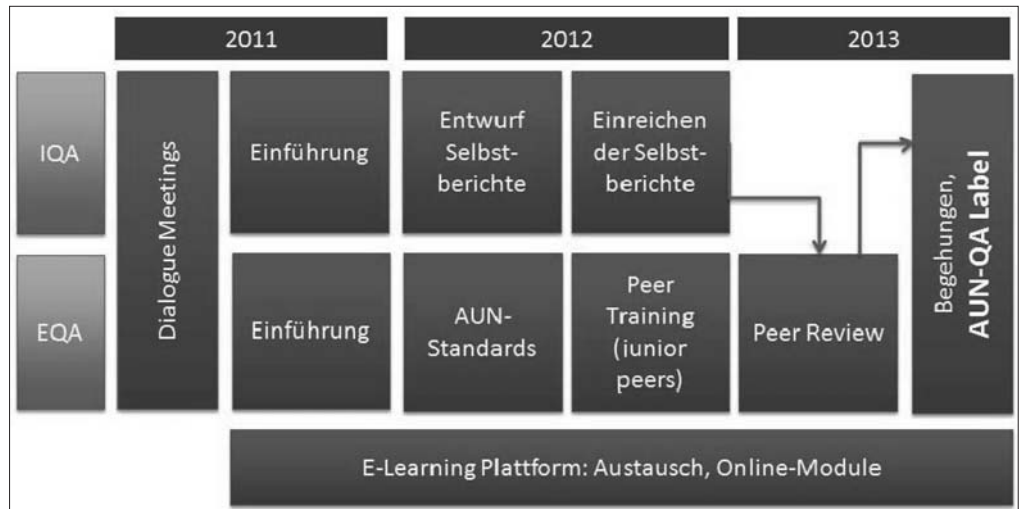 2011
2012
2013
IQA
EQA
Dialogue Meetings
Einführung
Entwurf
Selbst-
berichte
Einreichen
der Selbst-
berichte
Einführung
AUN-
Standards
Peer
Training
(iunior
peers)
Peer Review
Begehungen,
AUN-QA Label
E-Learning Plattform: Austausch, Online-Module